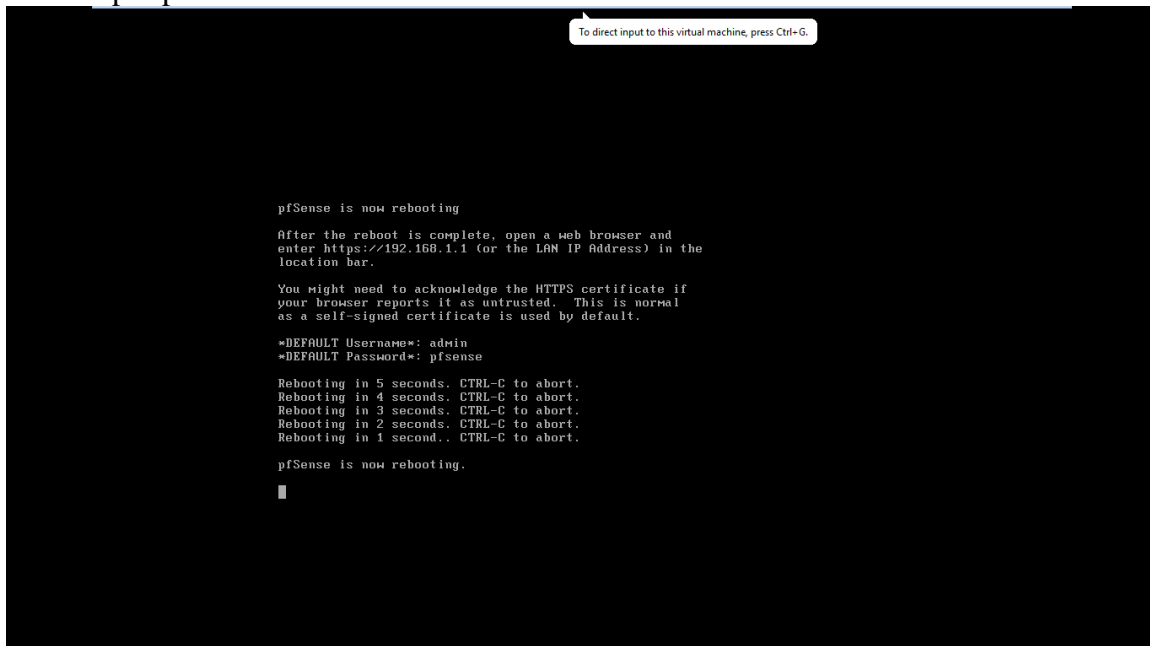 To direct input to this virtual machine, press Ctrl+G.
pfSense is now rebooting
After the reboot is complete, open a web browser and
enter https://192.168.1.1 (or the LAN IP Address) in the
location bar.
You might need to acknowledge the HTTPS certificate if
your browser reports it as untrusted.  This is normal
as a self-signed certificate is used by default.
*DEFAULT Username*: admin
*DEFAULT Password*: pfsense
Rebooting in 5 seconds. CTRL-C to abort.
Rebooting in 4 seconds. CTRL-C to abort.
Rebooting in 3 seconds. CTRL-C to abort.
Rebooting in 2 seconds. CTRL-C to abort.
Rebooting in 1 second.. CTRL-C to abort.
pfSense is now rebooting.